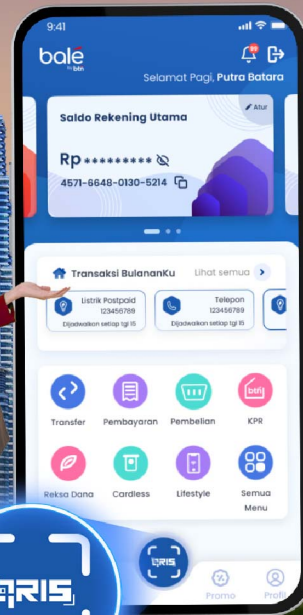 9:41
balé
by btn
39
Selamat Pagi, Putra Batara
Saldo Rekening Utama
Atur
Rp*********
4571-6648-0130-5214
Transaksi BulananKu
Lihat semua
Listrik Postpaid
123456789
Dijadwalkan setiap tgl 15
Telepon
123456789
Dijadwalkan setiap tgl 15
Transfer
Pembayaran
Pembelian
KPR
Reksa Dana
Cardless
Lifestyle
Semua
Menu
QRIS
Promo
Profil
QRIS